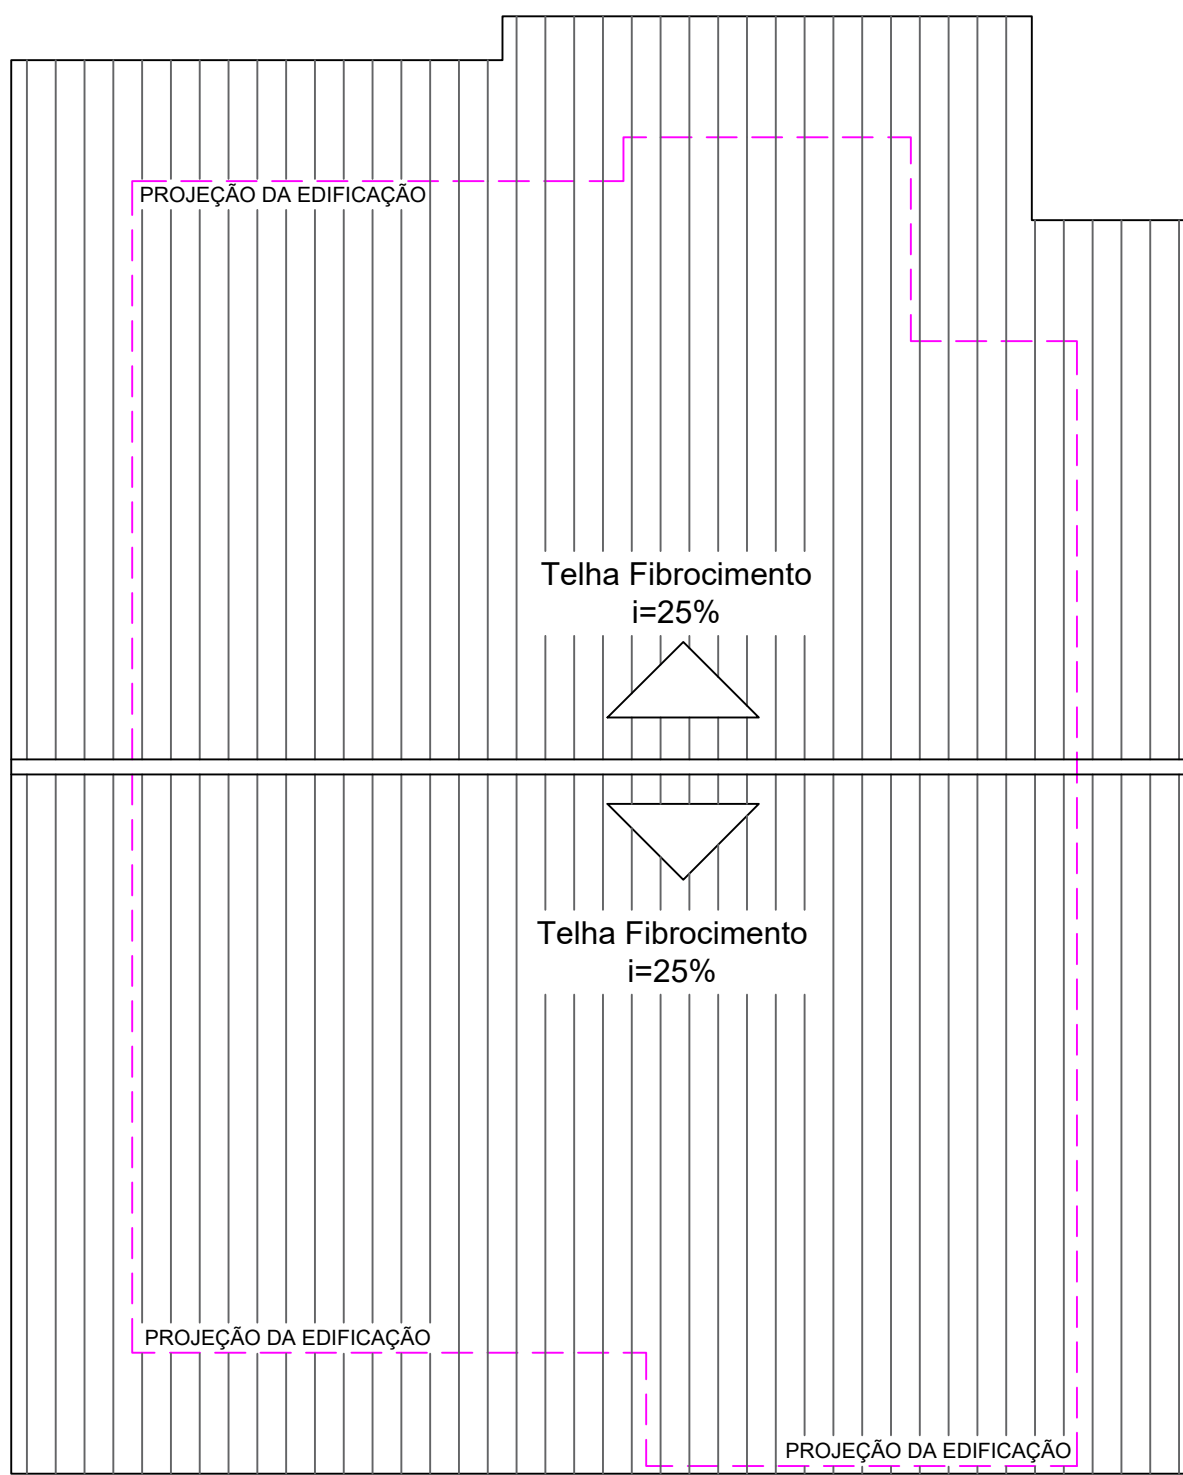 PROJEÇÃO DA EDIFICAÇÃO
Telha Fibrocimento
i=25%
Telha Fibrocimento
i=25%
PROJEÇÃO DA EDIFICAÇÃO
PROJEÇÃO DA EDIFICAÇÃO